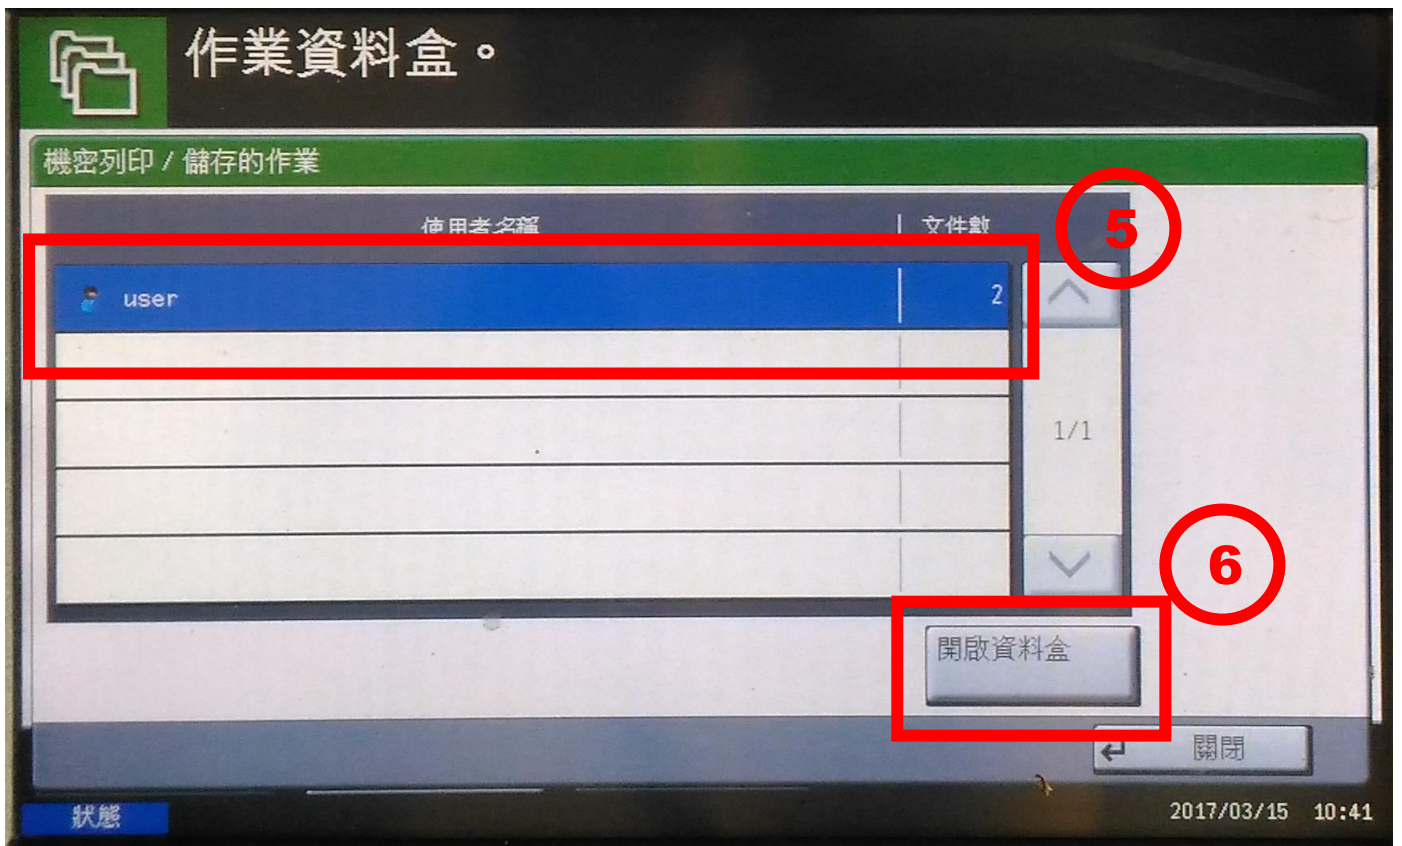 作業資料盒。
機密列印 / 儲存的作業
使用者名稱 文件數
5
user 2
1/1
6
開啟資料盒
關閉
狀態 2017/03/15 10:41